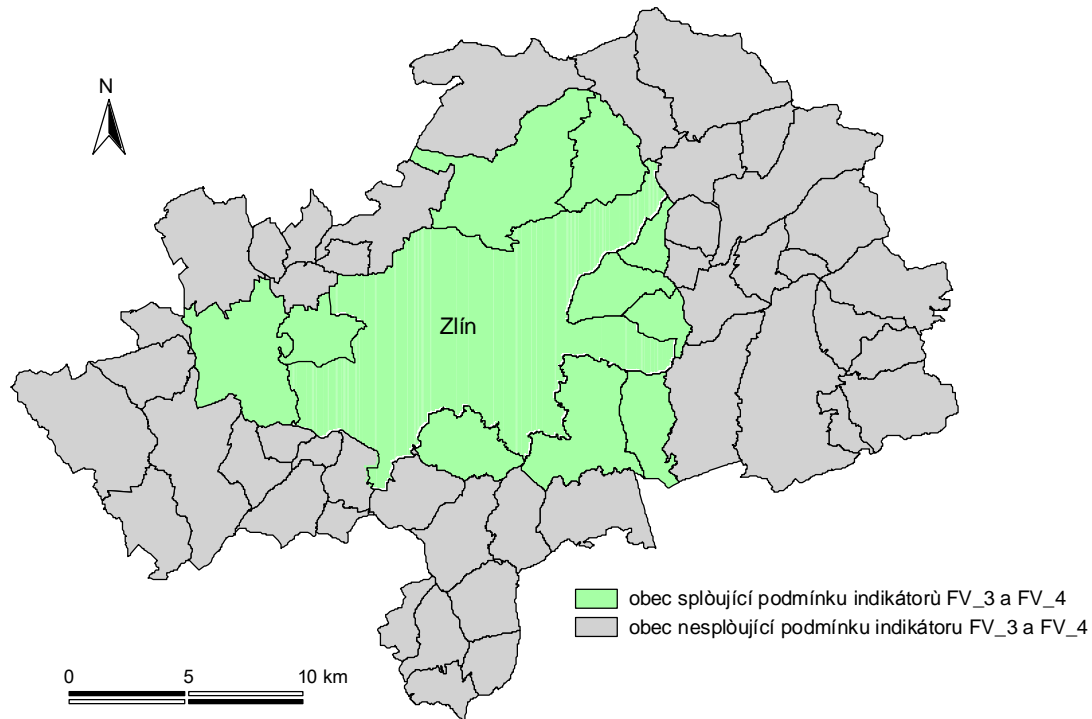 N
Zlín
obec splòující podmínku indikátorù FV_3 a FV_4
obec nesplòující podmínku indikátoru FV_3 a FV_4
0 5 10 km